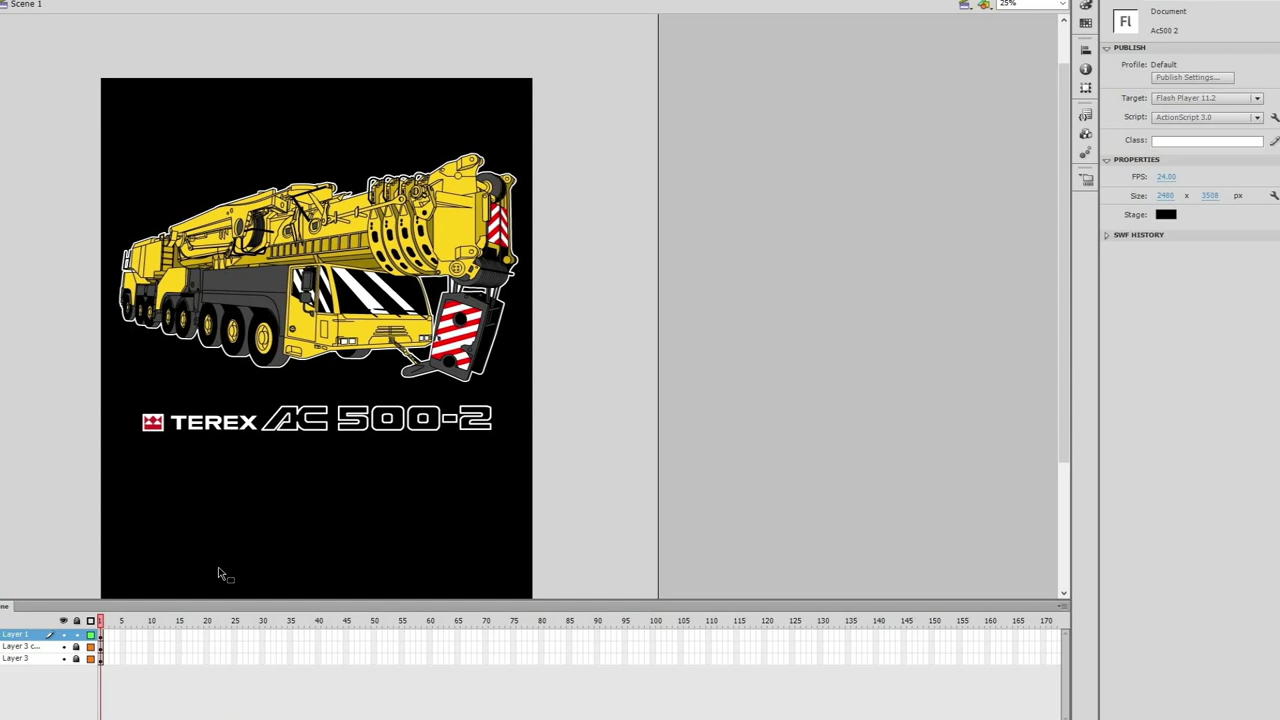 Scene 1
25%
Fl
Document
Ac500 2
PUBLISH
Profile: Default
Publish Settings...
Target: Flash Player 11.2
Script: ActionScript 3.0
Class:
PROPERTIES
FPS: 24.00
Size: 2480 x 3508 px
Stage:
SWF HISTORY
TEREX AC 500-2
1 5 10 15 20 25 30 35 40 45 50 55 60 65 70 75 80 85 90 95 100 105 110 115 120 125 130 135 140 145 150 155 160 165 170
Layer 1
Layer 3 c...
Layer 3